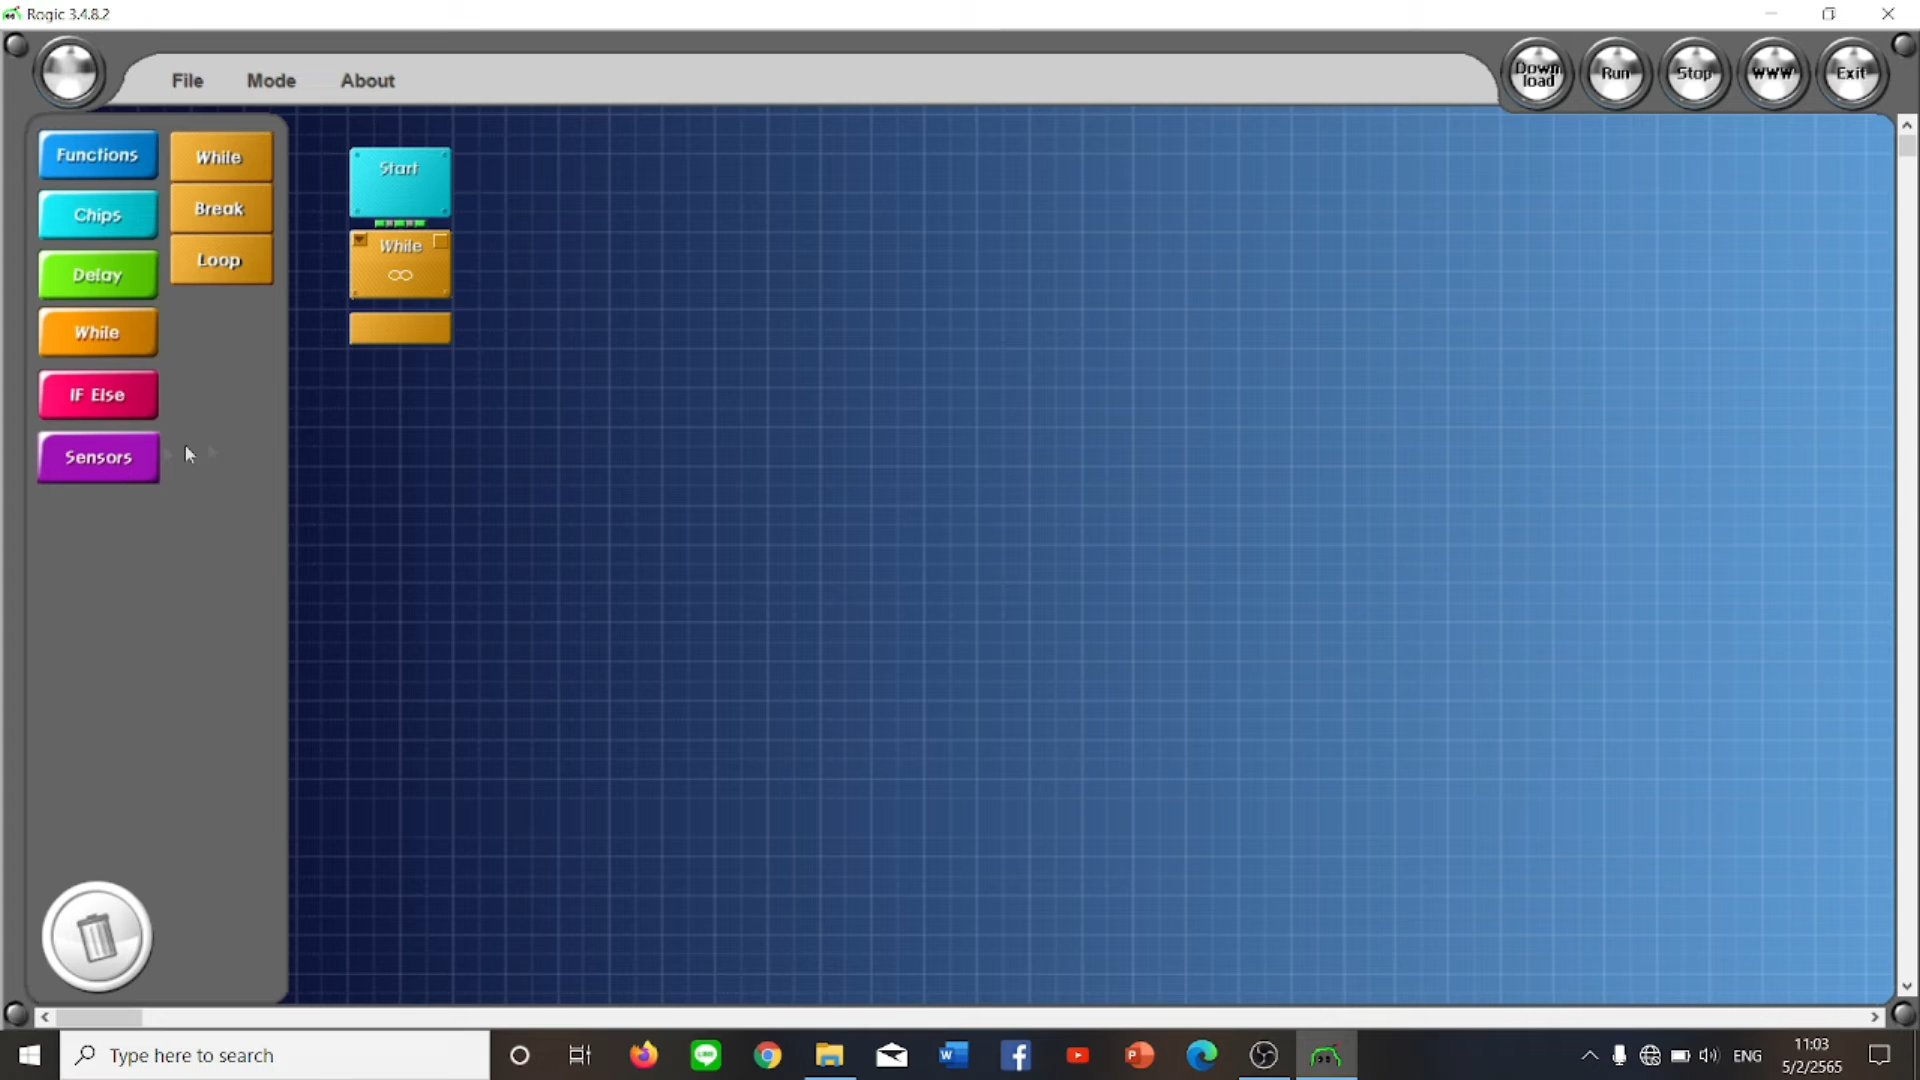 Rogic 3.4.8.2
File Mode About
Down
load
Run
Stop
WWW
Exit
Functions
While
Chips
Break
Delay
Loop
While
IF Else
Sensors
Start
While
∞
Type here to search
ENG
11:03
5/2/2565